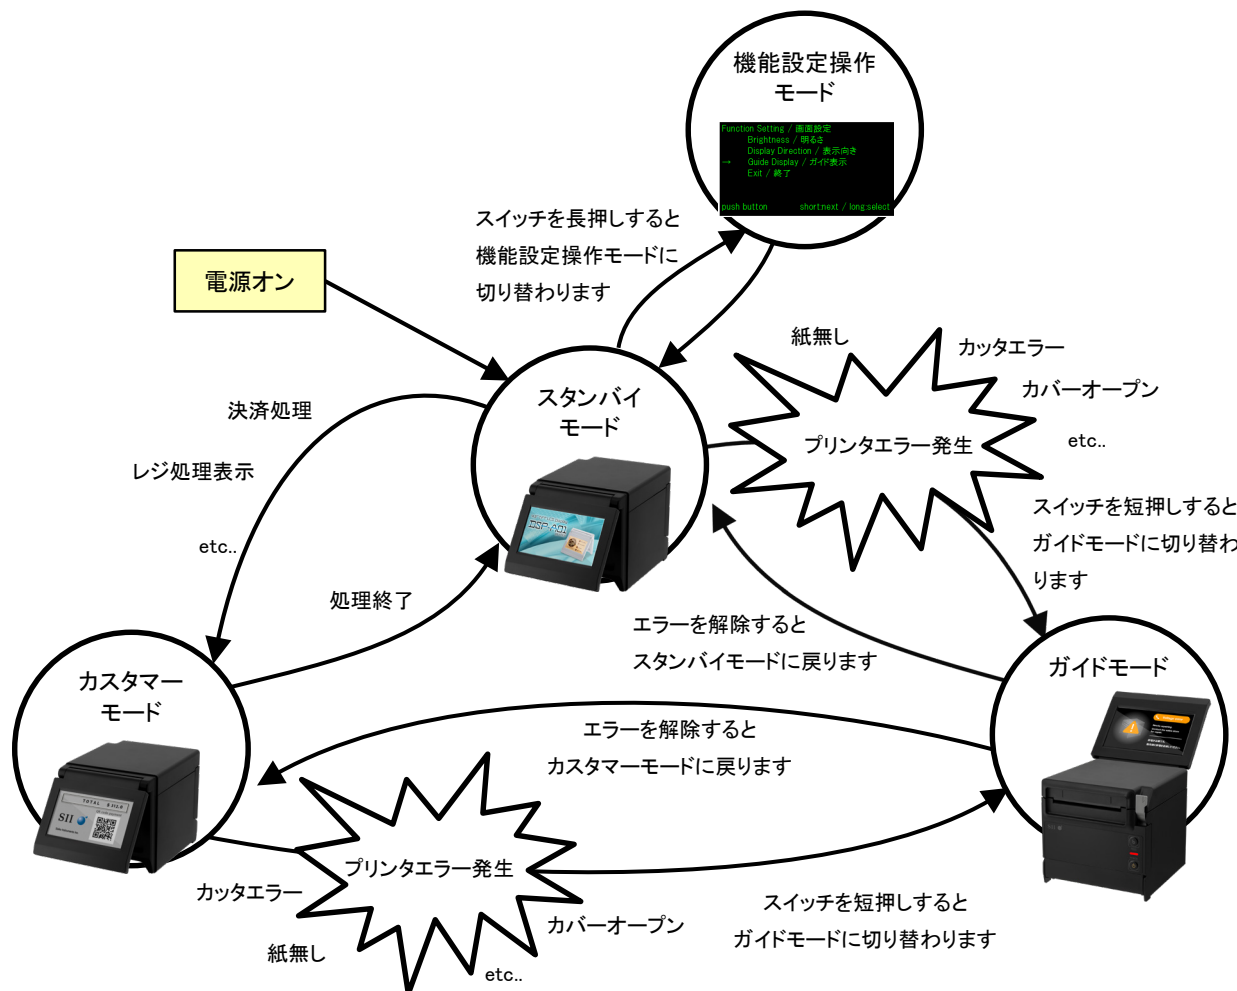 機能設定操作
モード
Function Setting / 画面設定
Brightness / 明るさ
Display Direction / 表示向き
→ Guide Display / ガイド表示
Exit / 終了
push button short:next / long:select
スイッチを長押しすると
機能設定操作モードに
切り替わります
電源オン
紙無し
カッタエラー
カバーオープン
etc..
プリンタエラー発生
スタンバイ
モード
DSP-A01
決済処理
レジ処理表示
etc..
処理終了
スイッチを短押しすると
ガイドモードに切り替わ
ります
エラーを解除すると
スタンバイモードに戻ります
ガイドモード
カスタマー
モード
TOTAL
SII
エラーを解除すると
カスタマーモードに戻ります
プリンタエラー発生
カッタエラー
紙無し
カバーオープン
etc..
スイッチを短押しすると
ガイドモードに切り替わります